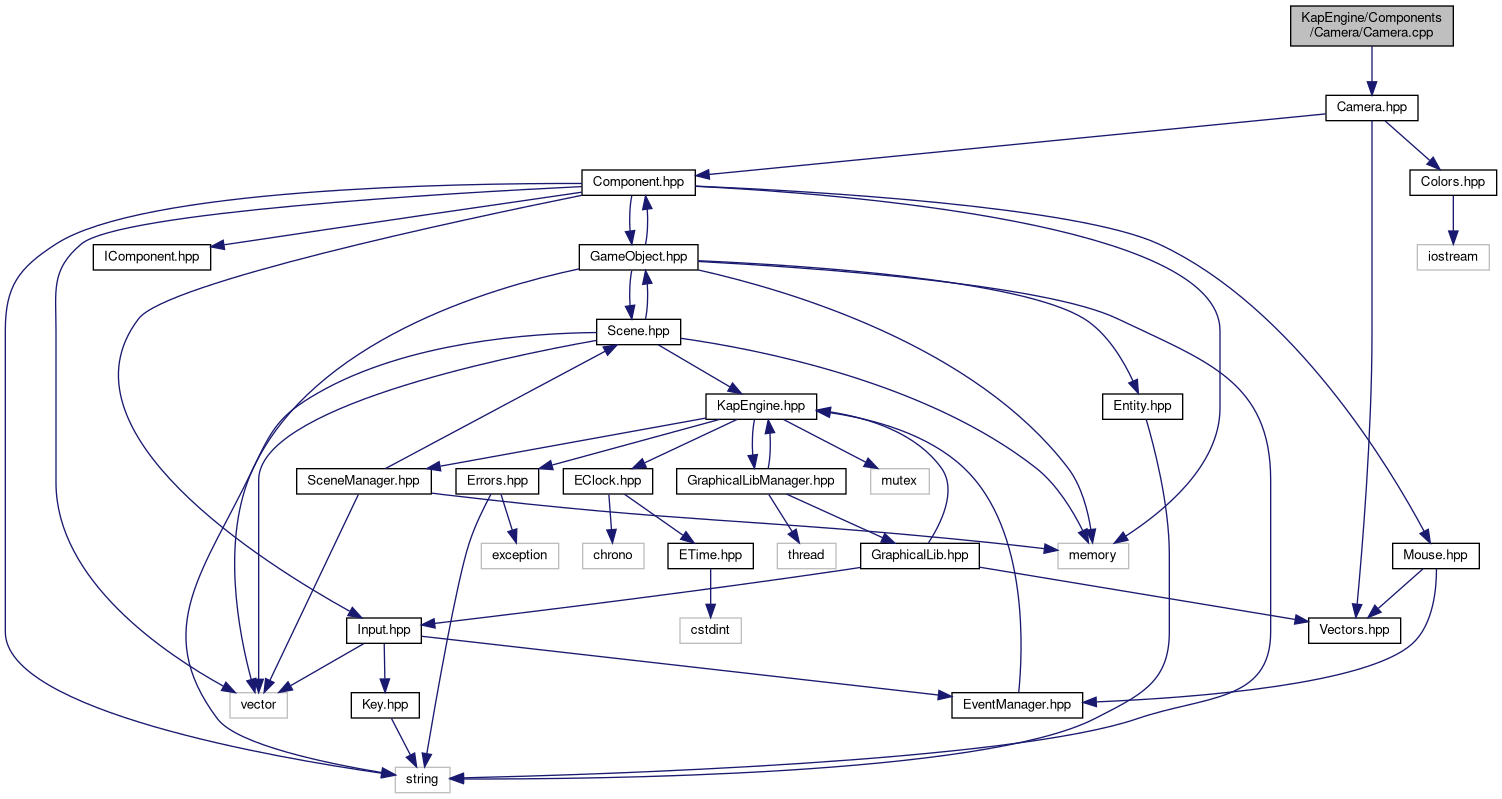 KapEngine/Components
/Camera/Camera.cpp
Camera.hpp
Component.hpp
Colors.hpp
IComponent.hpp
GameObject.hpp
iostream
Scene.hpp
KapEngine.hpp
Entity.hpp
SceneManager.hpp
Errors.hpp
EClock.hpp
GraphicalLibManager.hpp
mutex
exception
chrono
ETime.hpp
thread
GraphicalLib.hpp
memory
Mouse.hpp
Input.hpp
cstdint
Vectors.hpp
vector
Key.hpp
EventManager.hpp
string